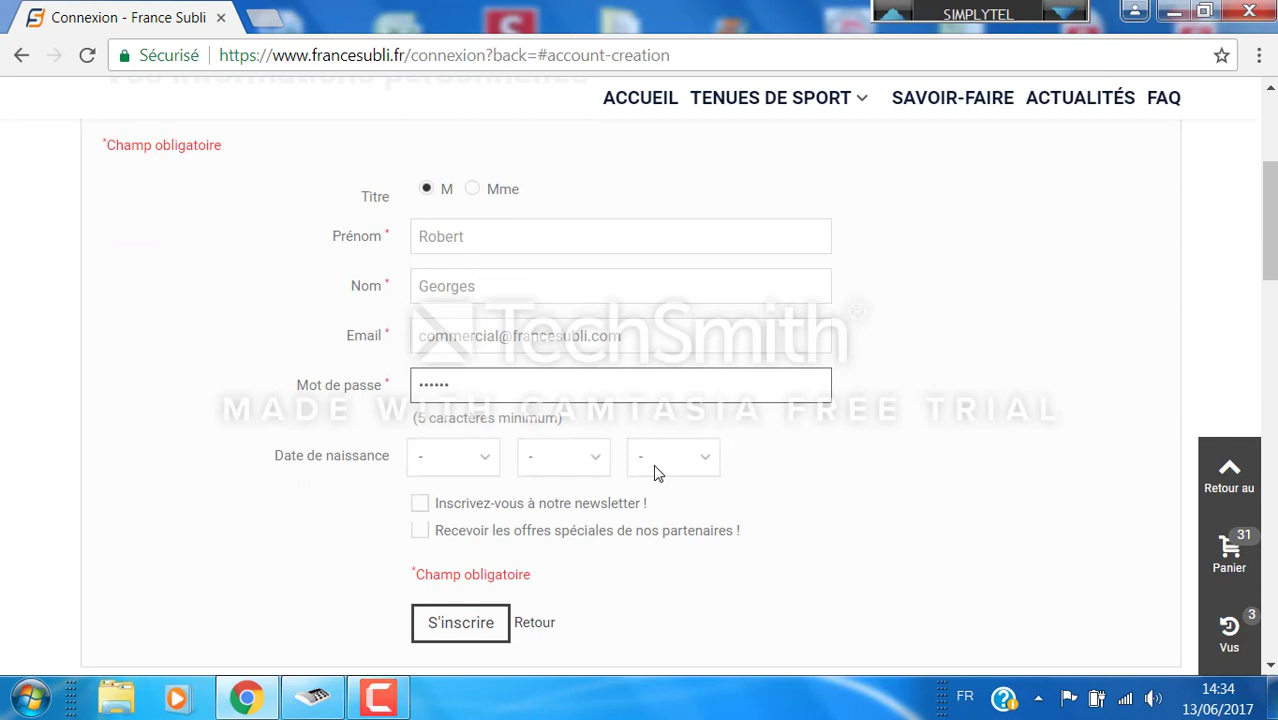 Connexion - France Subli
SIMPLYTEL
Sécurisé
https://www.francesubli.fr/connexion?back=#account-creation
Vos informations personnelles
ACCUEIL TENUES DE SPORT SAVOIR-FAIRE ACTUALITÉS FAQ
*Champ obligatoire
Titre M Mme
Prénom * Robert
Nom * Georges
Email * commercial@francesubli.com
TechSmith®
Mot de passe * ••••••
MADE WITH CAMTASIA FREE TRIAL
(5 caractères minimum)
Date de naissance - - -
Inscrivez-vous à notre newsletter !
Recevoir les offres spéciales de nos partenaires !
*Champ obligatoire
S'inscrire Retour
Retour au
31
Panier
3
Vus
FR
14:34
13/06/2017